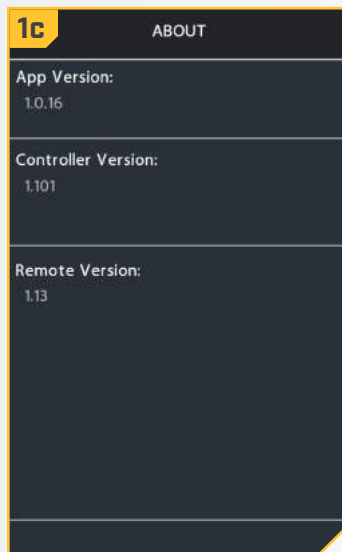 1c
ABOUT
App Version:
1.0.16
Controller Version:
1.101
Remote Version:
1.13